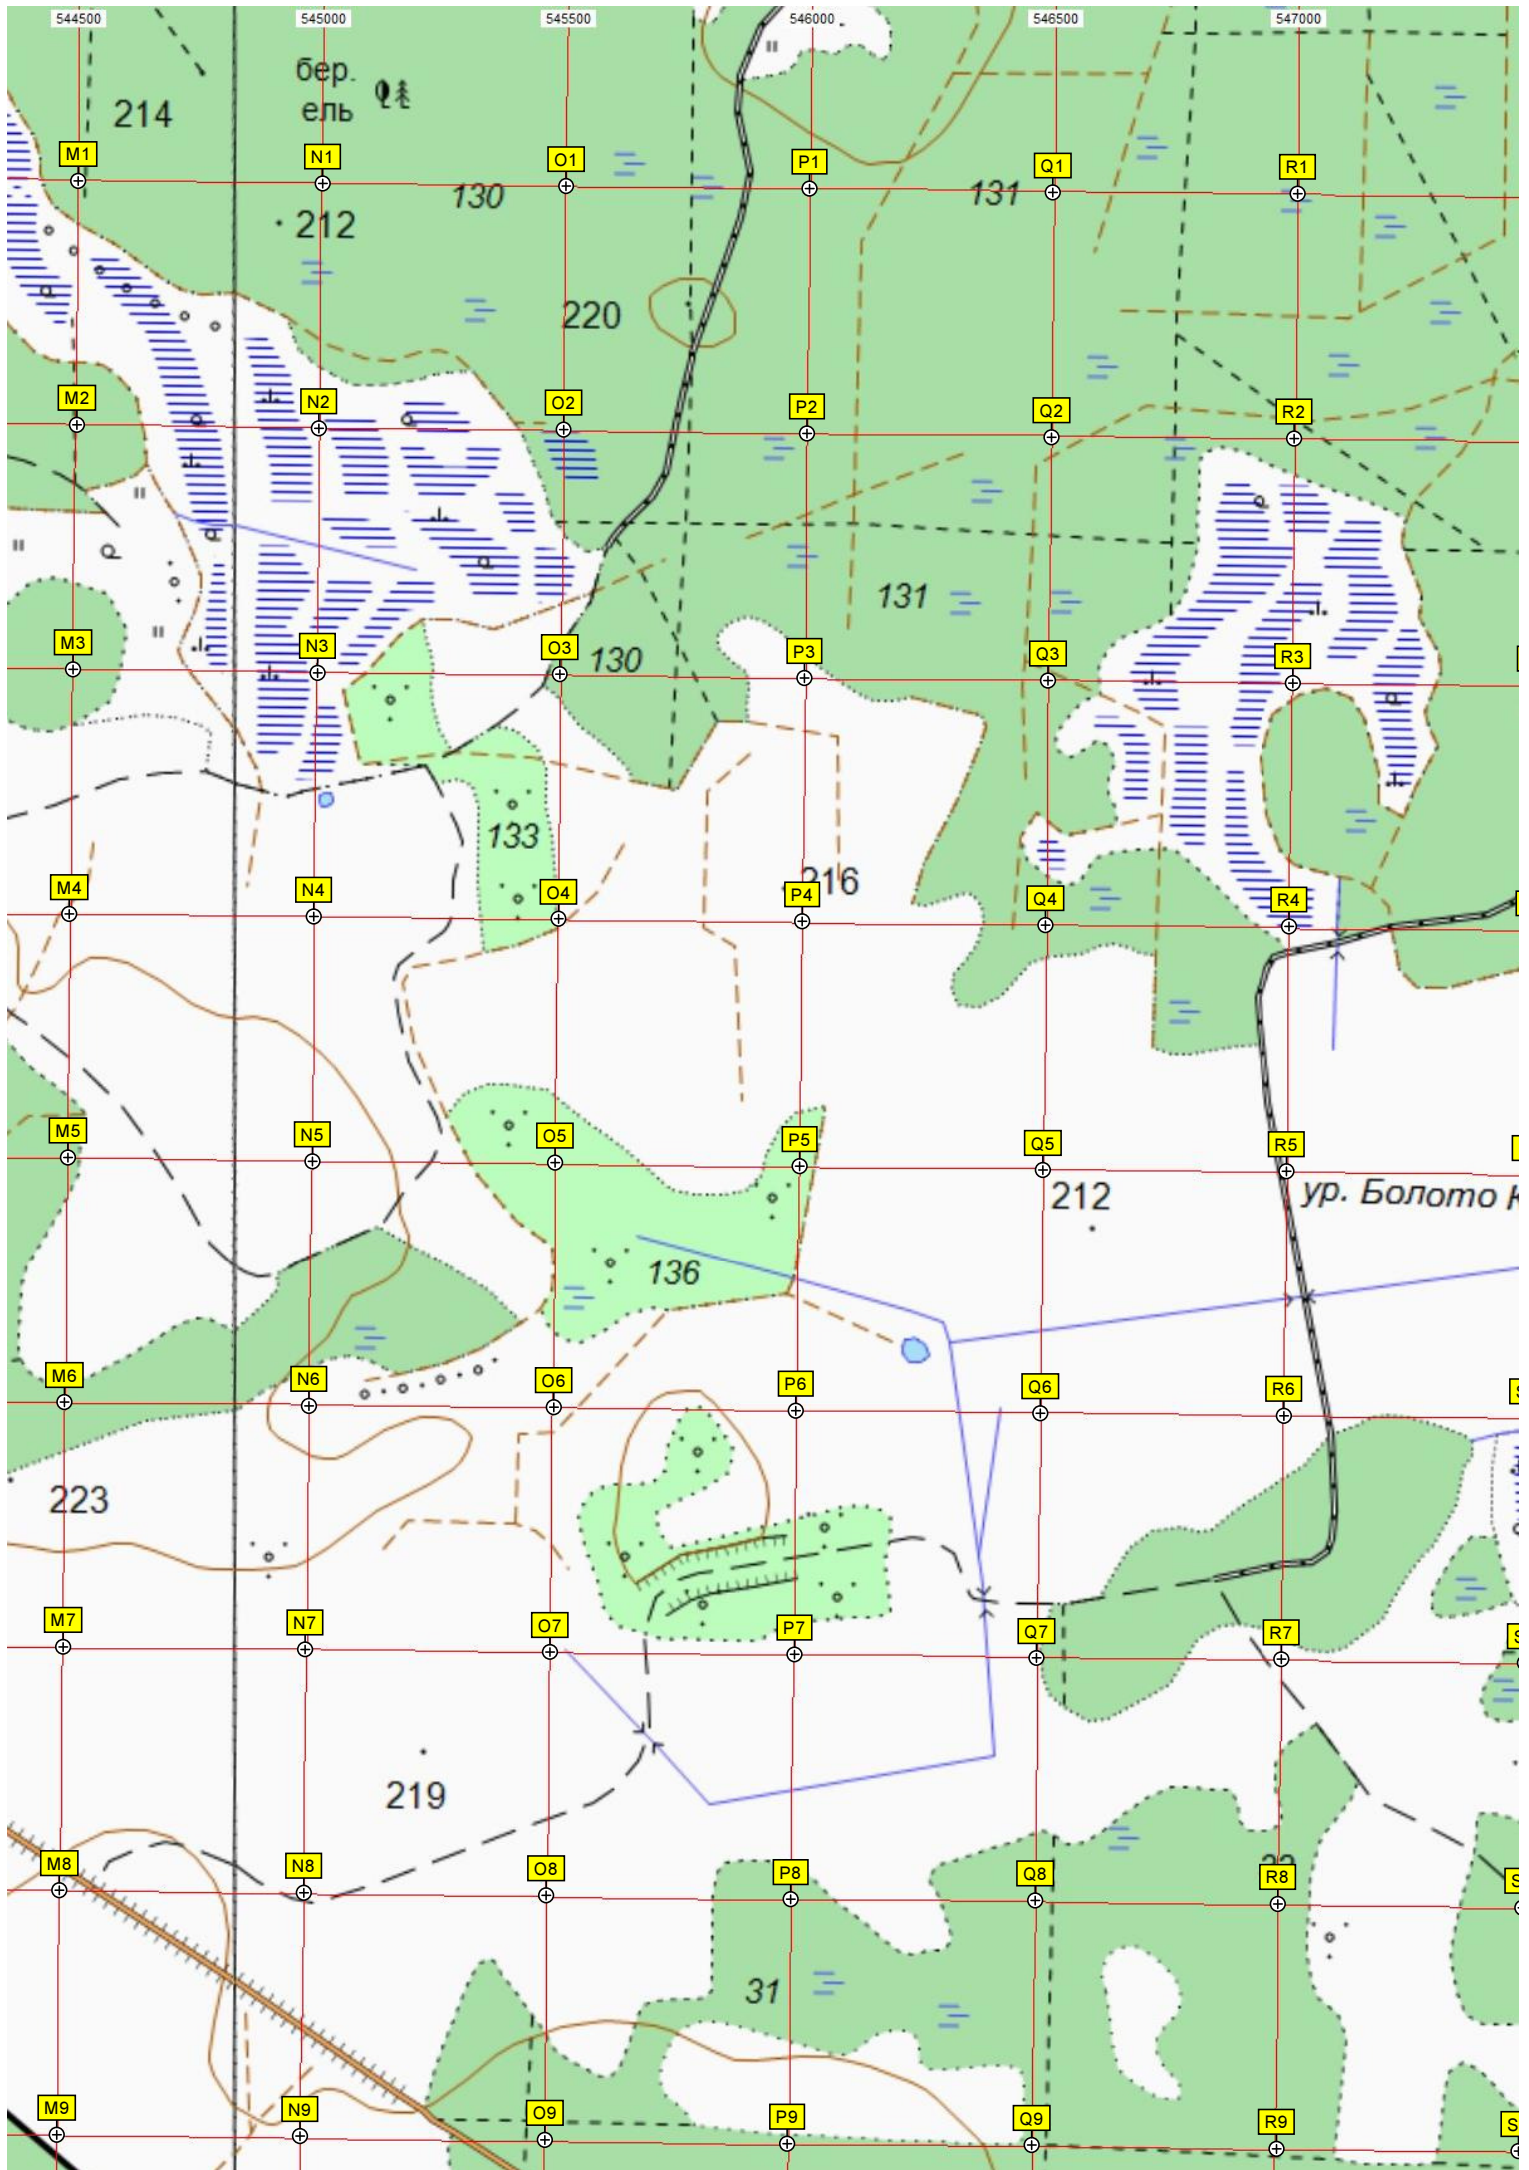 544500 545000 545500 546000 546500 547000
бер.
ель
214
M1 N1 O1 P1 Q1 R1
130 131
212
220
M2 N2 O2 P2 Q2 R2
131
M3 N3 O3 P3 Q3 R3
130
133
216
M4 N4 O4 P4 Q4 R4
M5 N5 O5 P5 Q5 R5
212 ур. Болото К
136
M6 N6 O6 P6 Q6 R6
223
M7 N7 O7 P7 Q7 R7
219
M8 N8 O8 P8 Q8 R8
31
M9 N9 O9 P9 Q9 R9